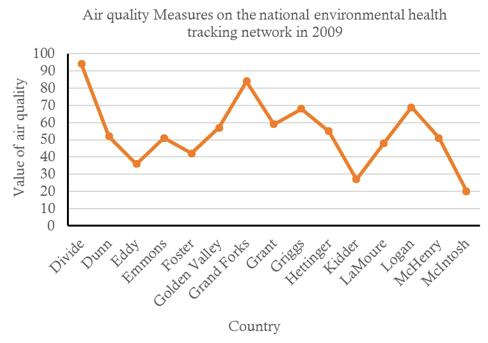 Air quality Measures on the national environmental health
tracking network in 2009
Value of air quality
100
90
80
70
60
50
40
30
20
10
0
Divide
Dunn
Eddy
Emmons
Foster
Golden Valley
Grand Forks
Grant
Griggs
Hettinger
Kidder
LaMoure
Logan
McHenry
McIntosh
Country